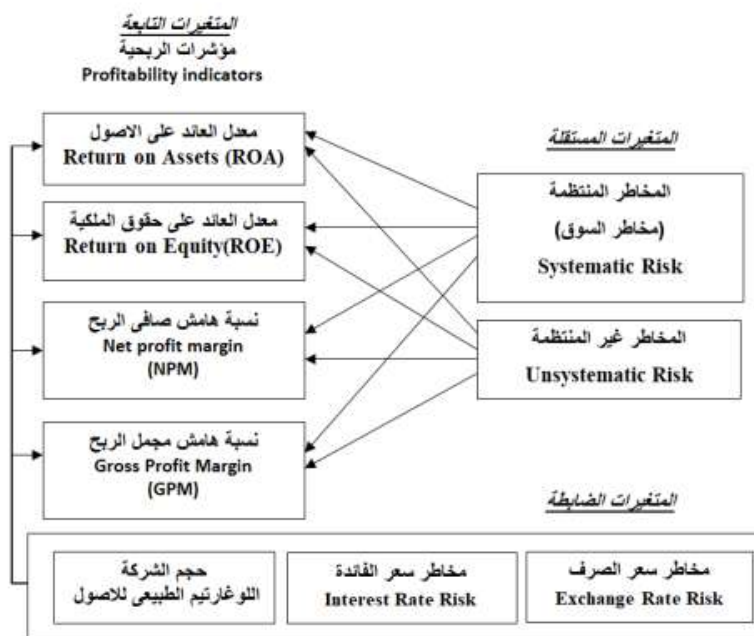 المتغيرات التابعة
مؤشرات الربحية
Profitability indicators
معدل العائد على الاصول
Return on Assets (ROA)
معدل العائد على حقوق الملكية
Return on Equity(ROE)
نسبة هامش صافى الربح
Net profit margin
(NPM)
نسبة هامش مجمل الربح
Gross Profit Margin
(GPM)
المتغيرات المستقلة
المخاطر المنتظمة
(مخاطر السوق)
Systematic Risk
المخاطر غير المنتظمة
Unsystematic Risk
المتغيرات الضابطة
مخاطر سعر الصرف
Exchange Rate Risk
مخاطر سعر الفائدة
Interest Rate Risk
حجم الشركة
اللوغارتيم الطبيعى للاصول